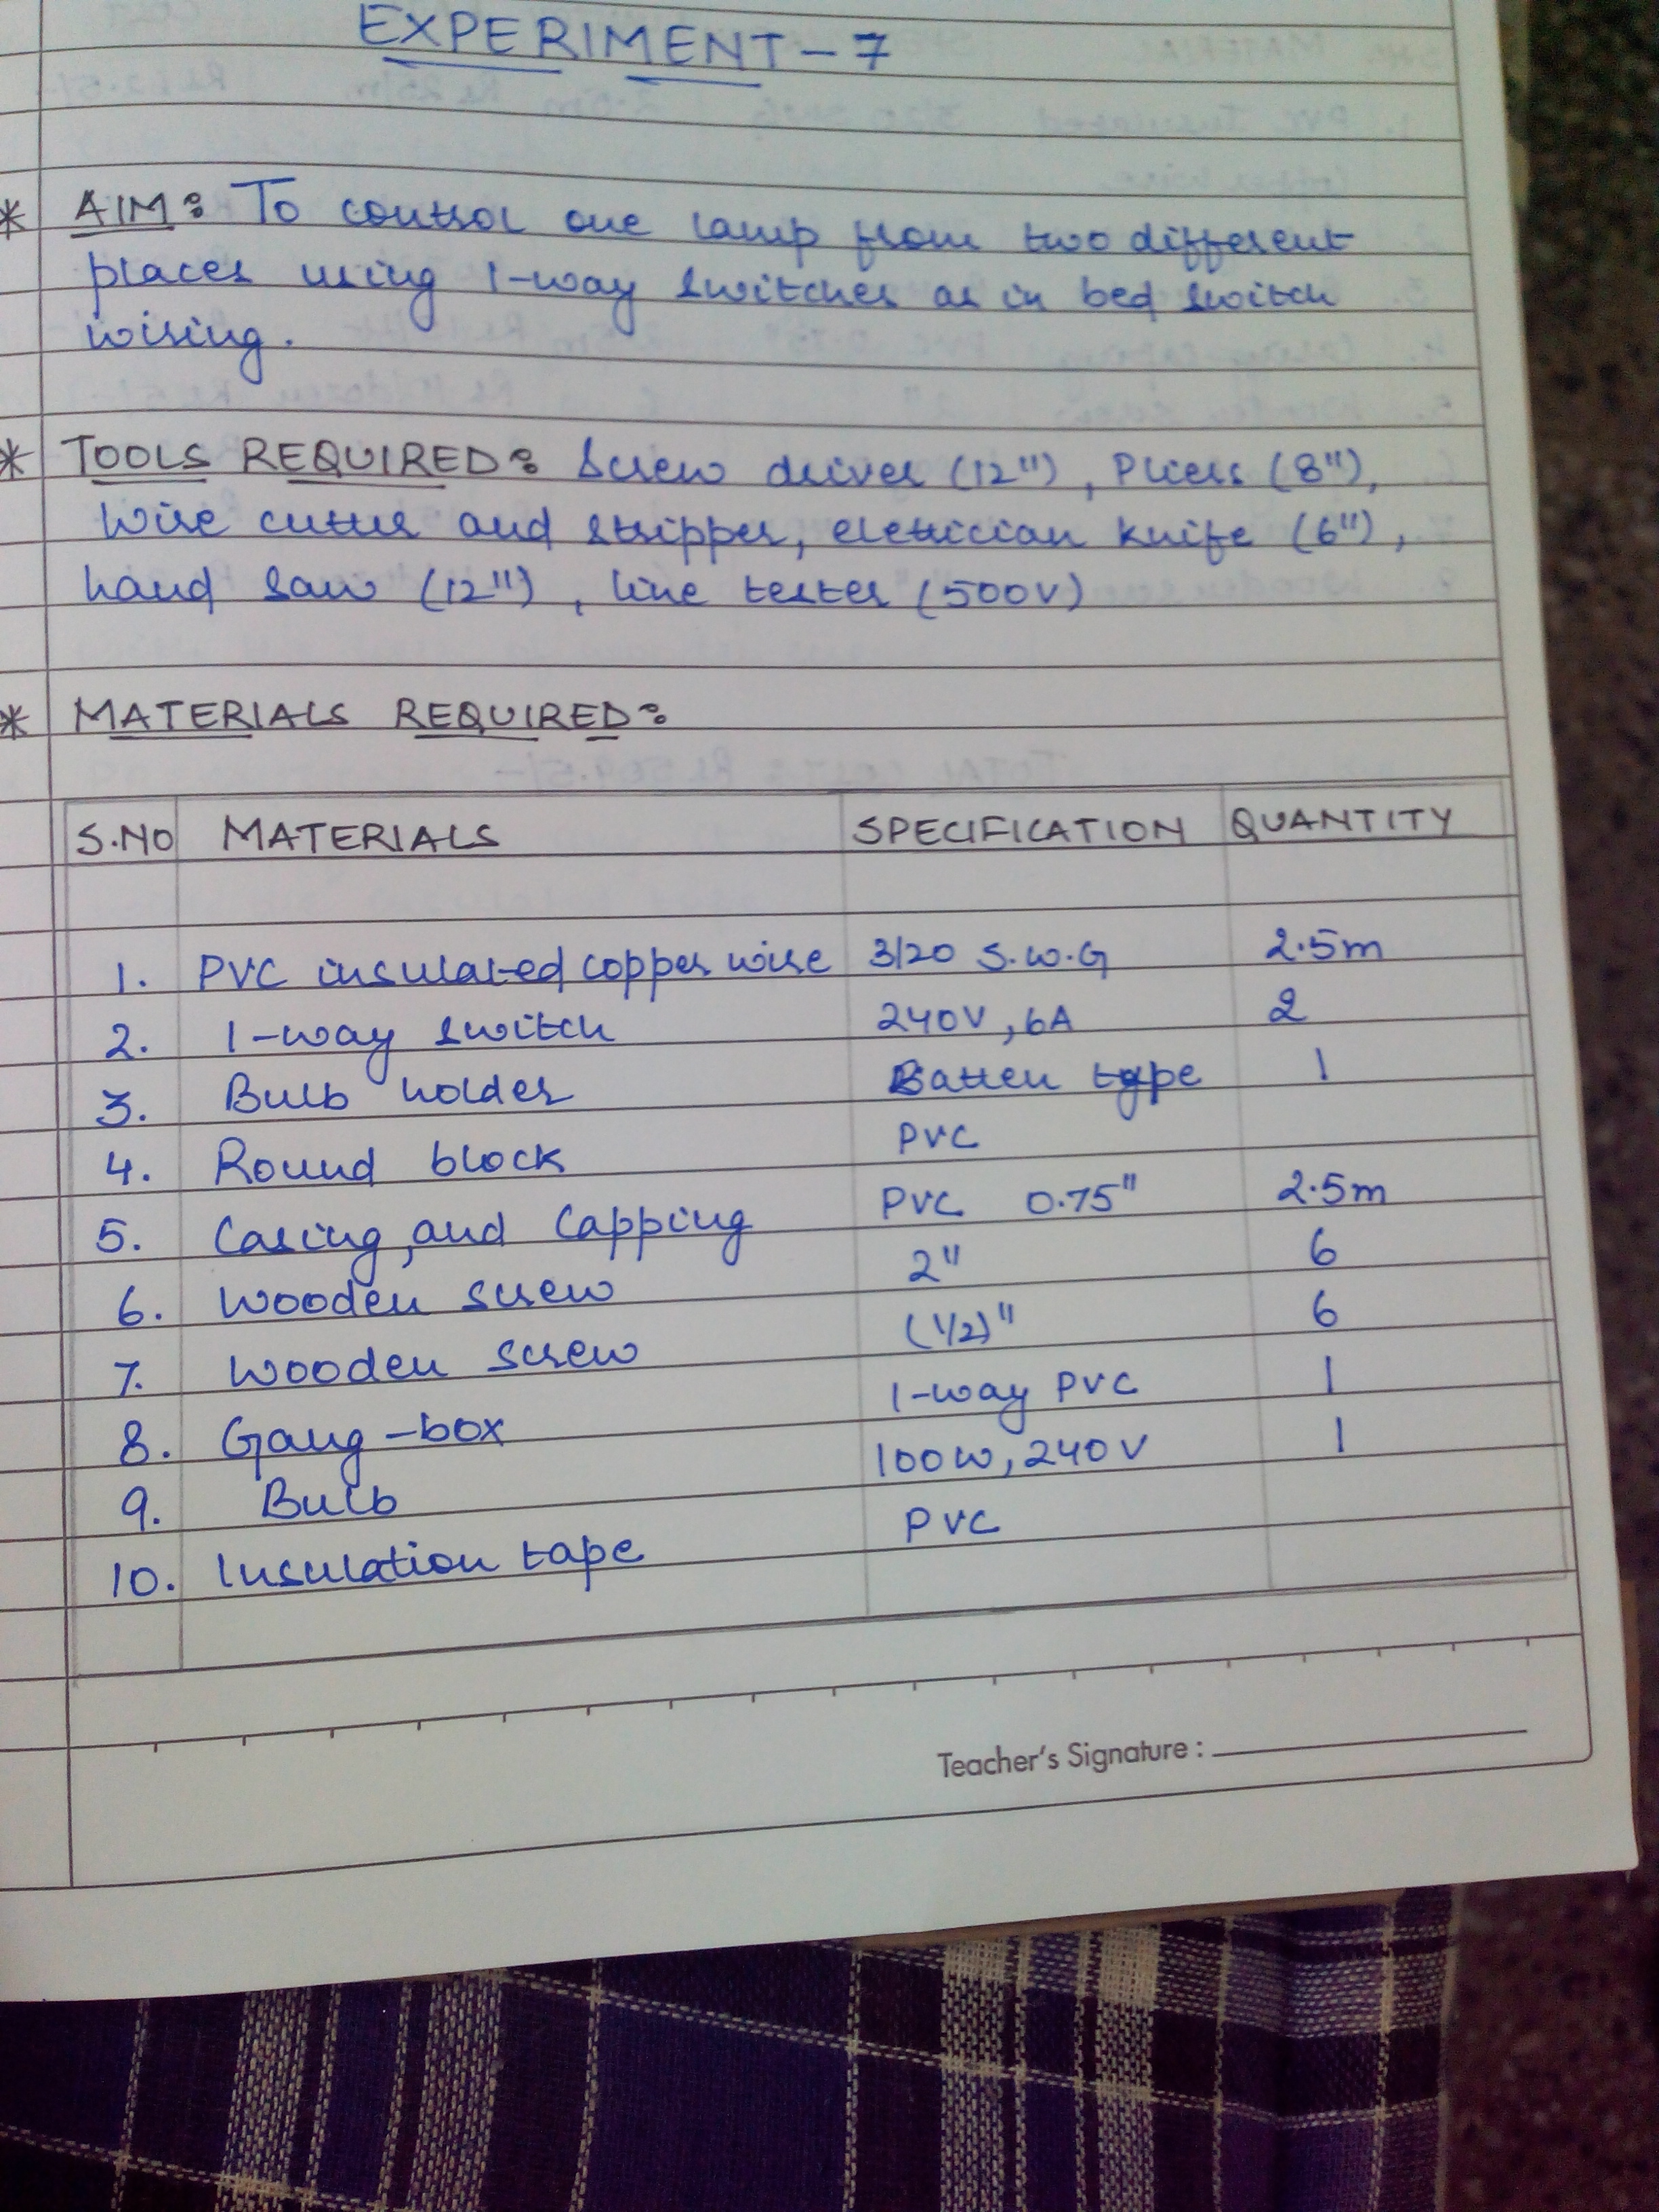 EXPERIMENT-7
* AIM: To control one lamp from two different
places using 1-way switches as in bed switch
wiring.
* TOOLS REQUIRED: Screw driver (12"), Pliers (8"),
Wire cutter and stripper, eletrician knife (6"),
hand saw (12"), line tester (500V)
* MATERIALS REQUIRED:
S.NO MATERIALS SPECIFICATION QUANTITY
1. PVC insulated copper wire 3/20 S.W.G 2.5m
2. 1-way switch 240V, 6A 2
3. Bulb holder Batten type 1
4. Round block PVC
5. Casing and Capping PVC 0.75" 2.5m
6. Wooden screw 2" 6
7. Wooden screw (1/2)" 6
8. Gang-box 1-way PVC 1
9. Bulb 100W, 240V 1
10. Insulation tape PVC
Teacher's Signature :